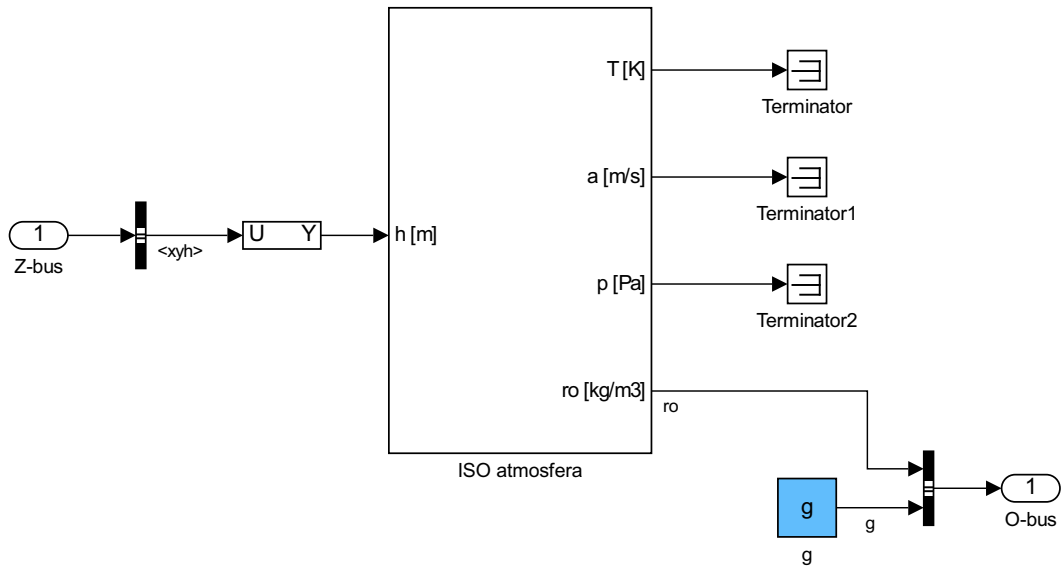 1
Z-bus
<xyh>
U Y
h [m]
T [K]
a [m/s]
p [Pa]
ro [kg/m3]
ISO atmosfera
Terminator
Terminator1
Terminator2
ro
g
g
g
1
O-bus